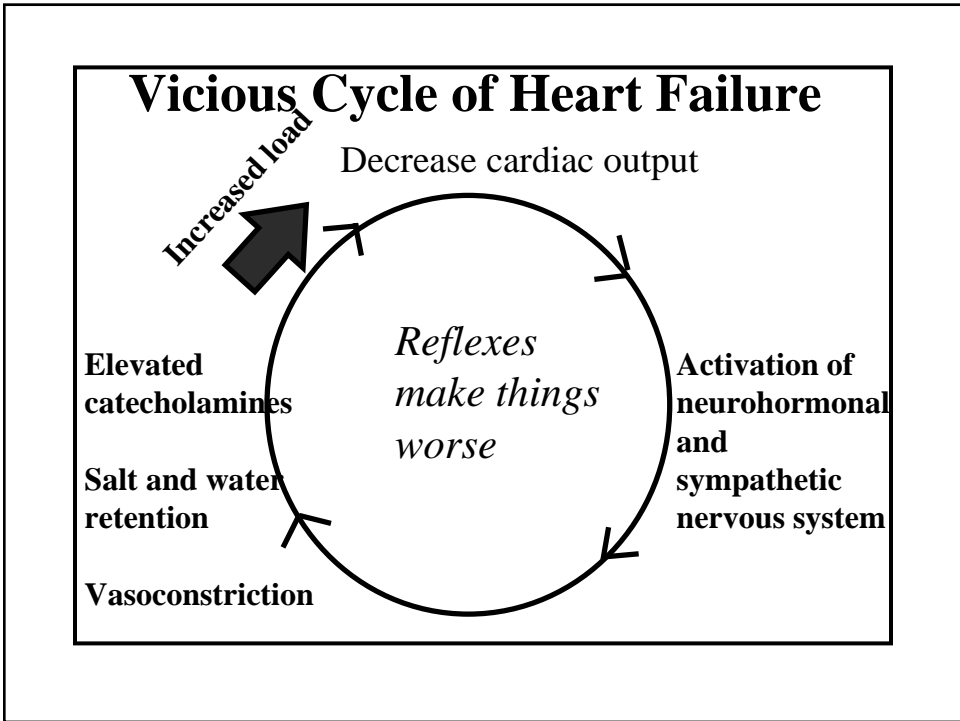 Vicious Cycle of Heart Failure
Increased load
Decrease cardiac output
Reflexes
make things
worse
Elevated
catecholamines
Salt and water
retention
Vasoconstriction
Activation of
neurohormonal
and
sympathetic
nervous system